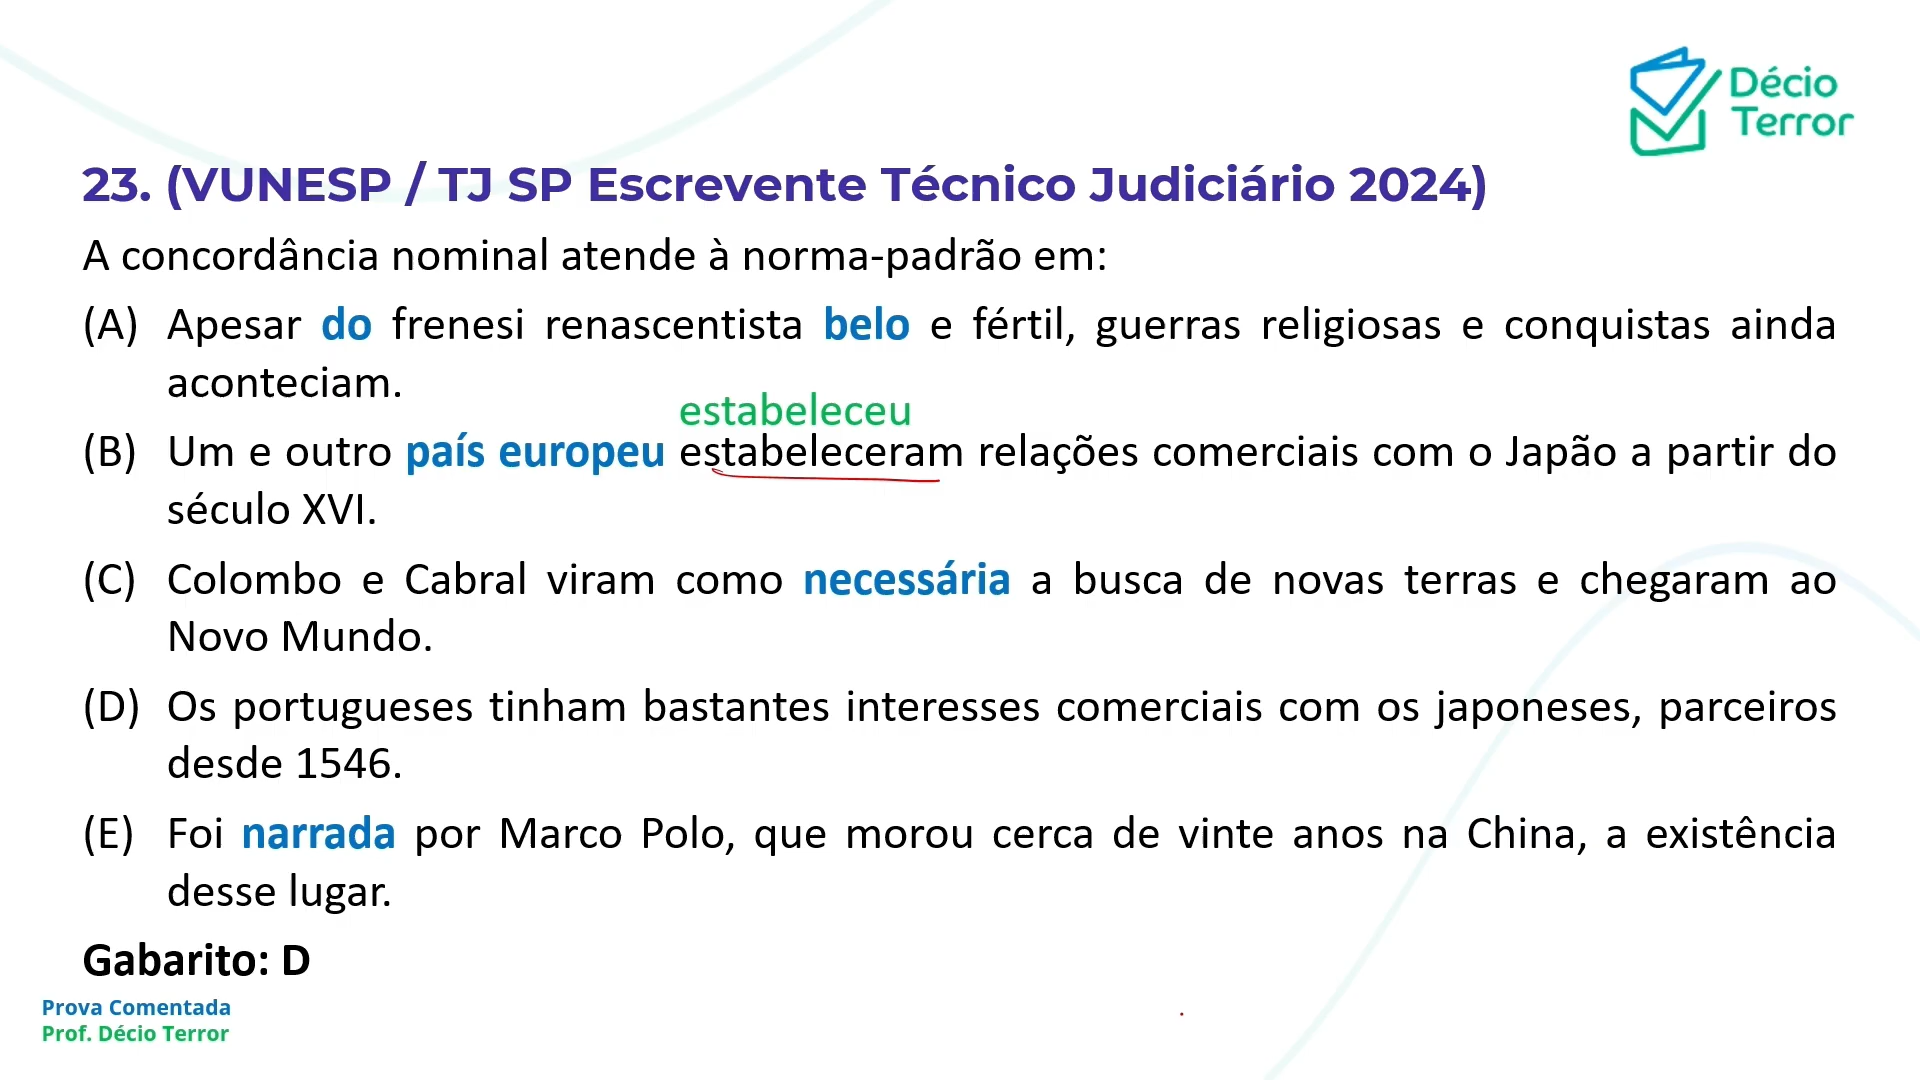 Décio
Terror
23. (VUNESP / TJ SP Escrevente Técnico Judiciário 2024)
A concordância nominal atende à norma-padrão em:
(A) Apesar do frenesi renascentista belo e fértil, guerras religiosas e conquistas ainda
aconteciam.
estabeleceu
(B) Um e outro país europeu estabeleceram relações comerciais com o Japão a partir do
século XVI.
(C) Colombo e Cabral viram como necessária a busca de novas terras e chegaram ao
Novo Mundo.
(D) Os portugueses tinham bastantes interesses comerciais com os japoneses, parceiros
desde 1546.
(E) Foi narrada por Marco Polo, que morou cerca de vinte anos na China, a existência
desse lugar.
Gabarito: D
Prova Comentada
Prof. Décio Terror